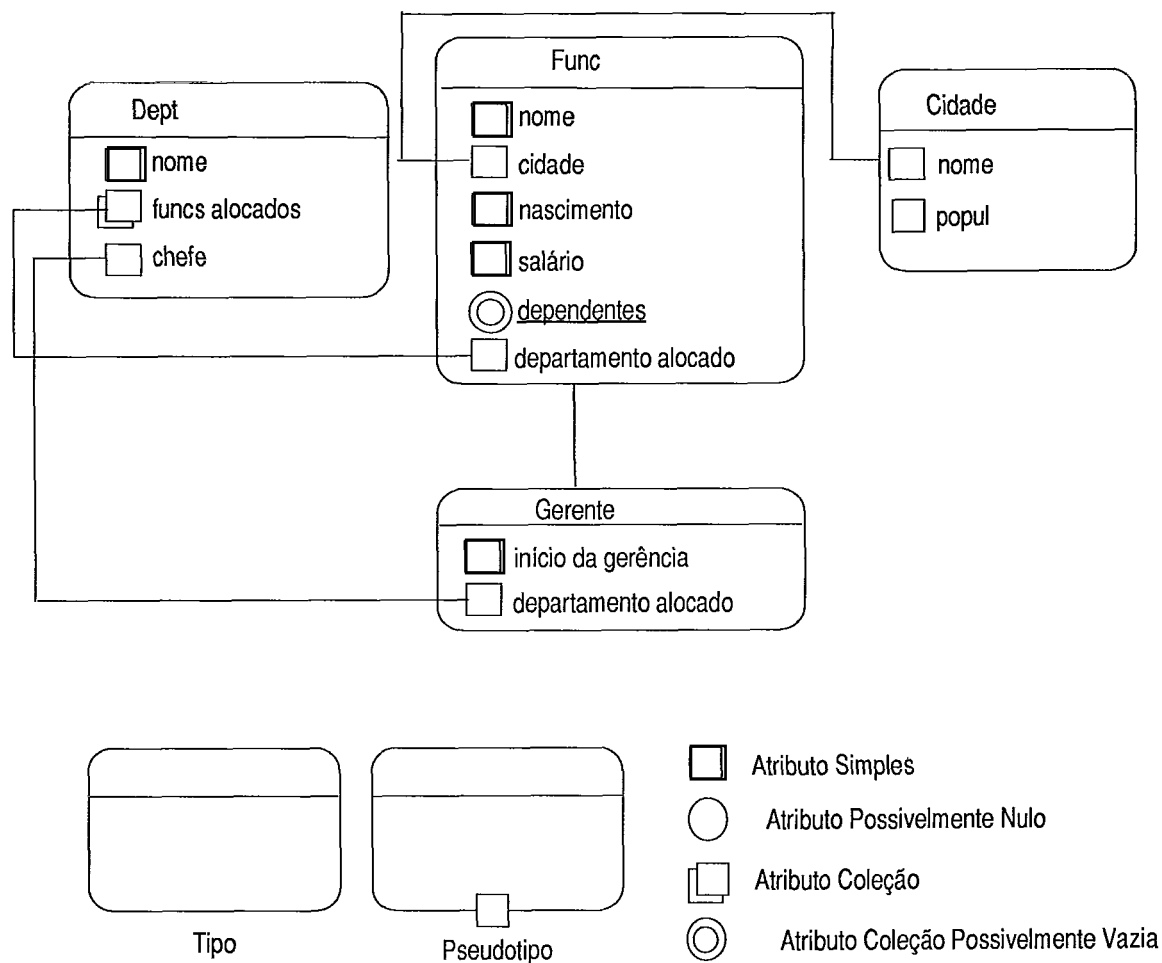 Dept
nome
funcs alocados
chefe
Func
nome
cidade
nascimento
salário
dependentes
departamento alocado
Cidade
nome
popul
Gerente
início da gerência
departamento alocado
Tipo
Pseudotipo
Atributo Simples
Atributo Possivelmente Nulo
Atributo Coleção
Atributo Coleção Possivelmente Vazia